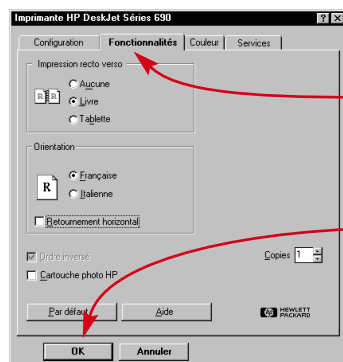 Imprimante HP DeskJet Séries 690
Configuration Fonctionnalités Couleur Services
Impression recto verso
Aucune
Livre
Tablette
Orientation
Française
Italienne
Retournement horizontal
Ordre inversé
Copies 1
Cartouche photo HP
Par défaut Aide
hp HEWLETT
PACKARD
OK Annuler